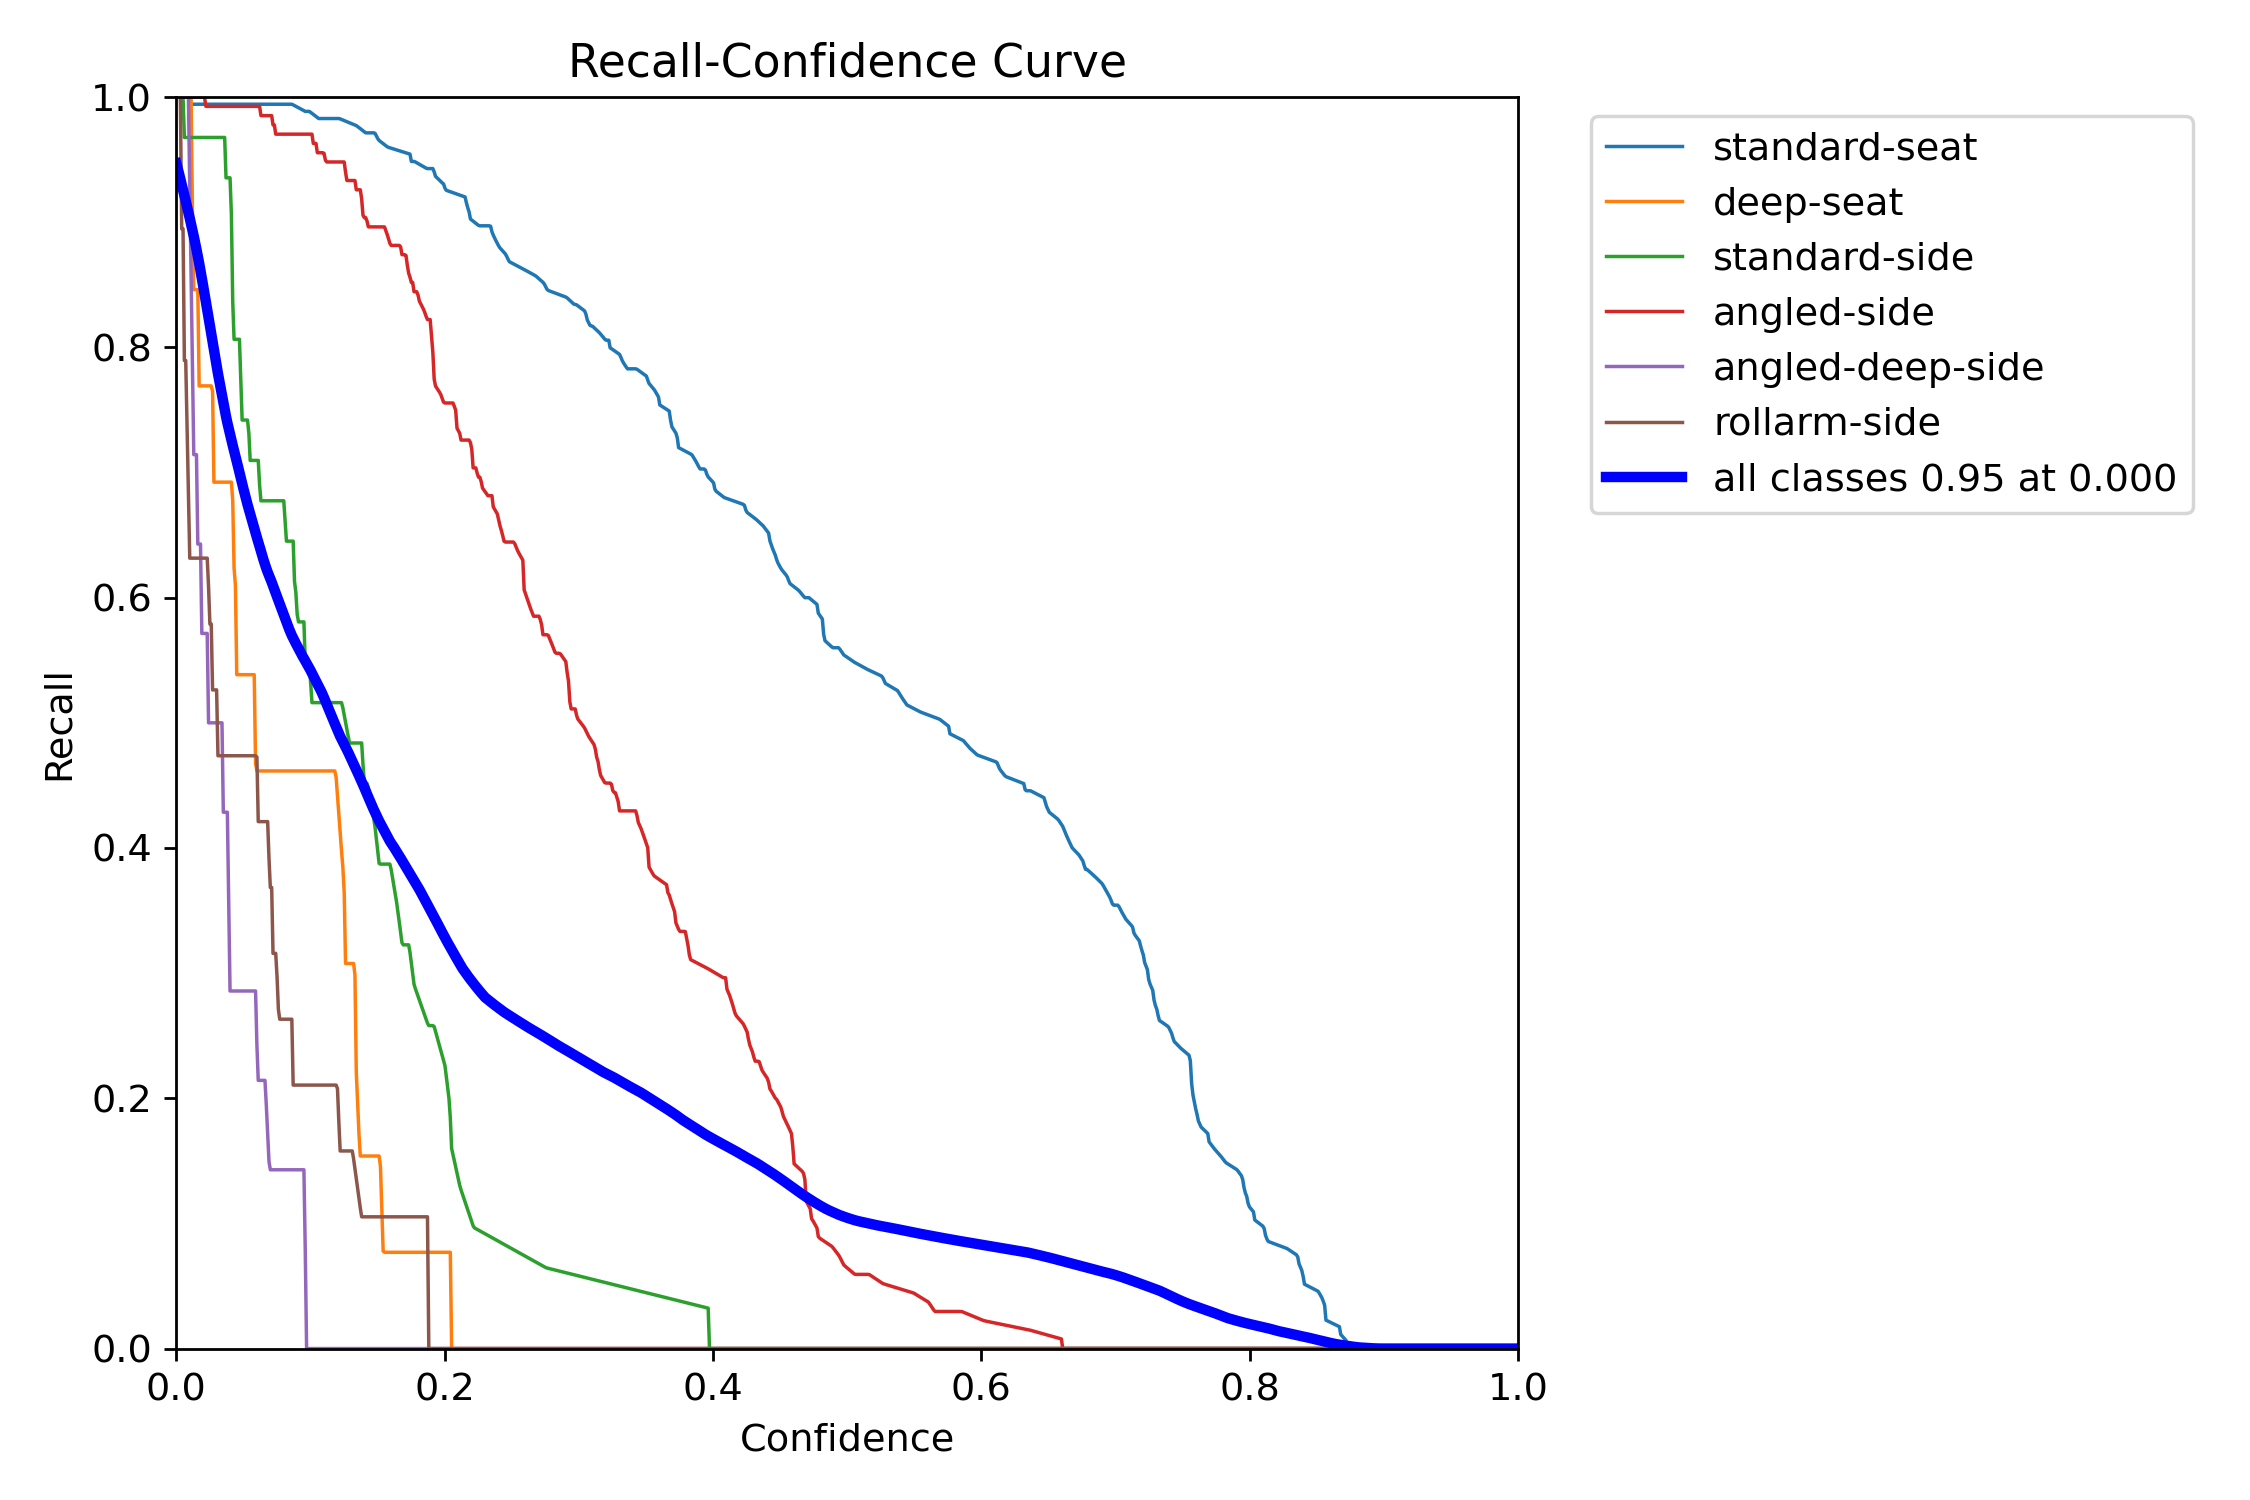 Recall-Confidence Curve
1.0
0.8
0.6
0.4
0.2
0.0
Recall
0.0 0.2 0.4 0.6 0.8 1.0
Confidence
standard-seat
deep-seat
standard-side
angled-side
angled-deep-side
rollarm-side
all classes 0.95 at 0.000